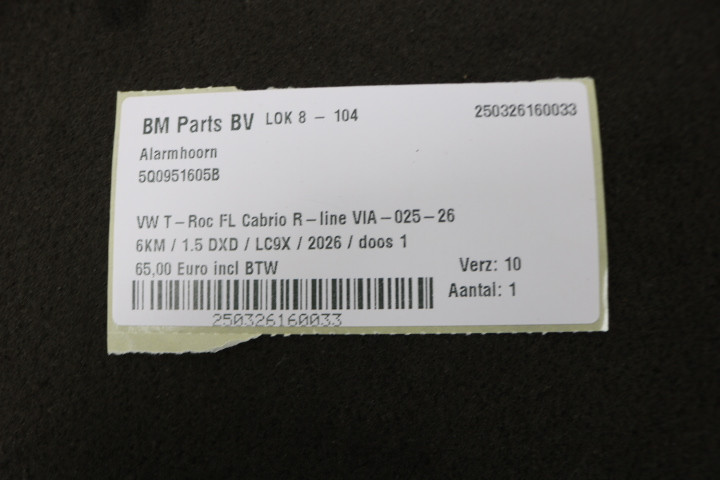 BM Parts BV LOK 8 - 104 250326160033
Alarmhoorn
5Q0951605B
VW T-Roc FL Cabrio R-line VIA-025-26
6KM / 1.5 DXD / LC9X / 2026 / doos 1
65,00 Euro incl BTW Verz: 10
Aantal: 1
250326160033